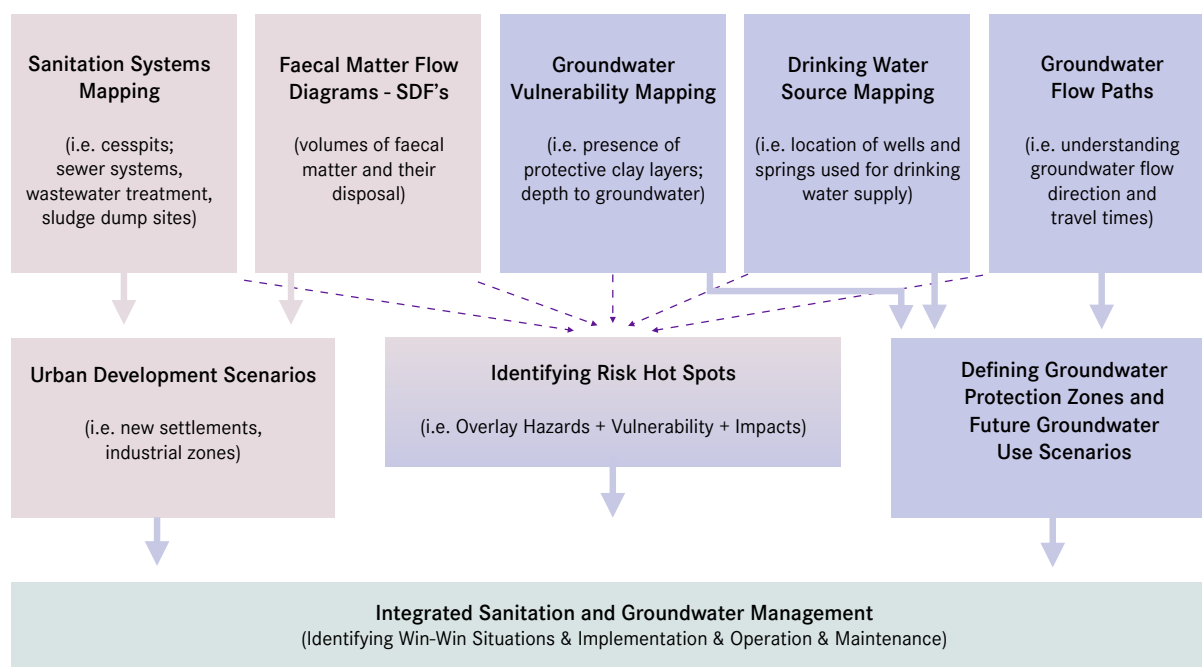 Sanitation Systems
Mapping
(i.e. cesspits;
sewer systems,
wastewater treatment,
sludge dump sites)
Faecal Matter Flow
Diagrams - SDF's
(volumes of faecal
matter and their
disposal)
Groundwater
Vulnerability Mapping
(i.e. presence of
protective clay layers;
depth to groundwater)
Drinking Water
Source Mapping
(i.e. location of wells and
springs used for drinking
water supply)
Groundwater
Flow Paths
(i.e. understanding
groundwater flow
direction and
travel times)
Urban Development Scenarios
(i.e. new settlements,
industrial zones)
Identifying Risk Hot Spots
(i.e. Overlay Hazards + Vulnerability + Impacts)
Defining Groundwater
Protection Zones and
Future Groundwater
Use Scenarios
Integrated Sanitation and Groundwater Management
(Identifying Win-Win Situations & Implementation & Operation & Maintenance)